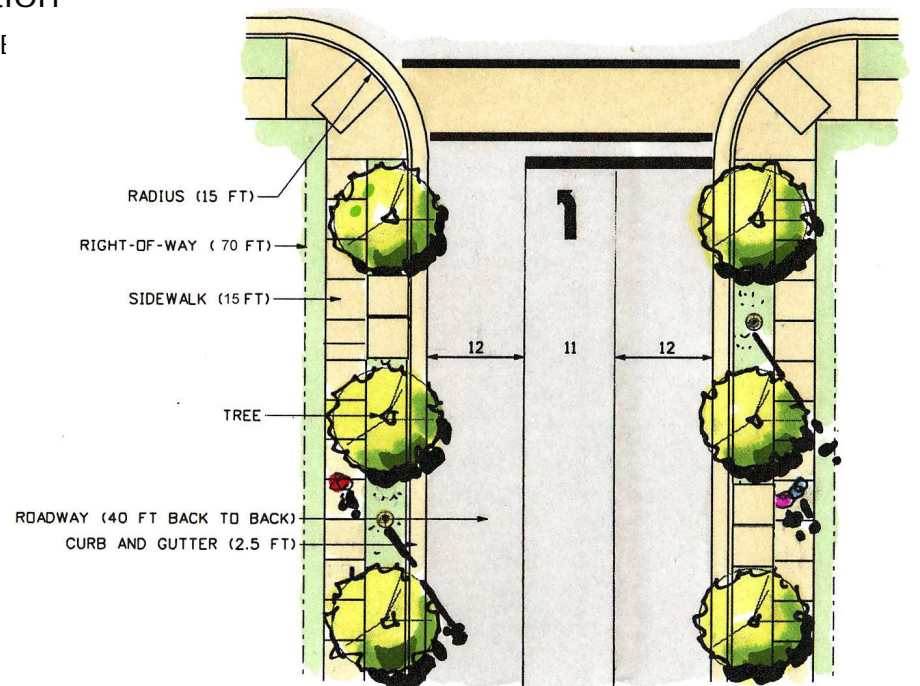 RADIUS (15 FT)
RIGHT-OF-WAY ( 70 FT)
SIDEWALK (15 FT)
12 11 12
TREE
ROADWAY (40 FT BACK TO BACK)
CURB AND GUTTER (2.5 FT)